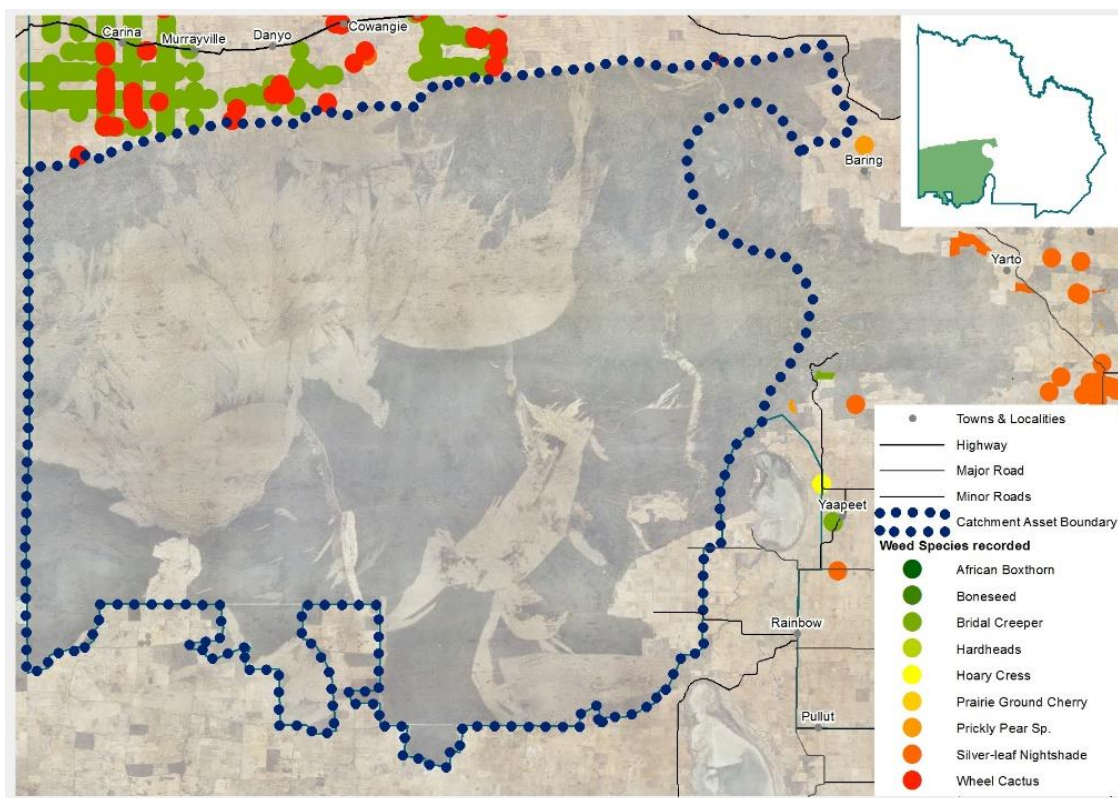 Carina
Murrayville
Danyo
Cowangie
Baring
Yarto
Yaapeet
Rainbow
Pullut
Towns & Localities
Highway
Major Road
Minor Roads
Catchment Asset Boundary
Weed Species recorded
African Boxthorn
Boneseed
Bridal Creeper
Hardheads
Hoary Cress
Prairie Ground Cherry
Prickly Pear Sp.
Silver-leaf Nightshade
Wheel Cactus